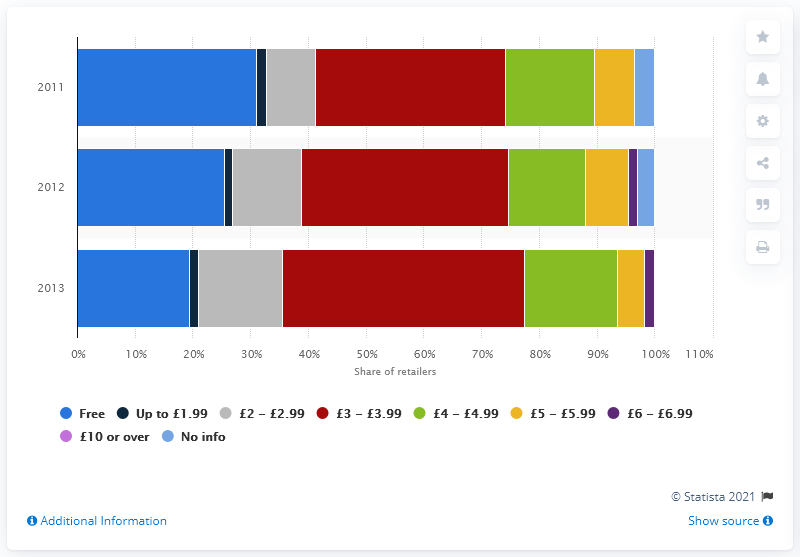 2011
2012
2013
0% 10% 20% 30% 40% 50% 60% 70% 80% 90% 100% 110%
Share of retailers
Free Up to £1.99 £2 – £2.99 £3 – £3.99 £4 – £4.99 £5 – £5.99 £6 – £6.99
£10 or over No info
© Statista 2021
Additional Information Show source